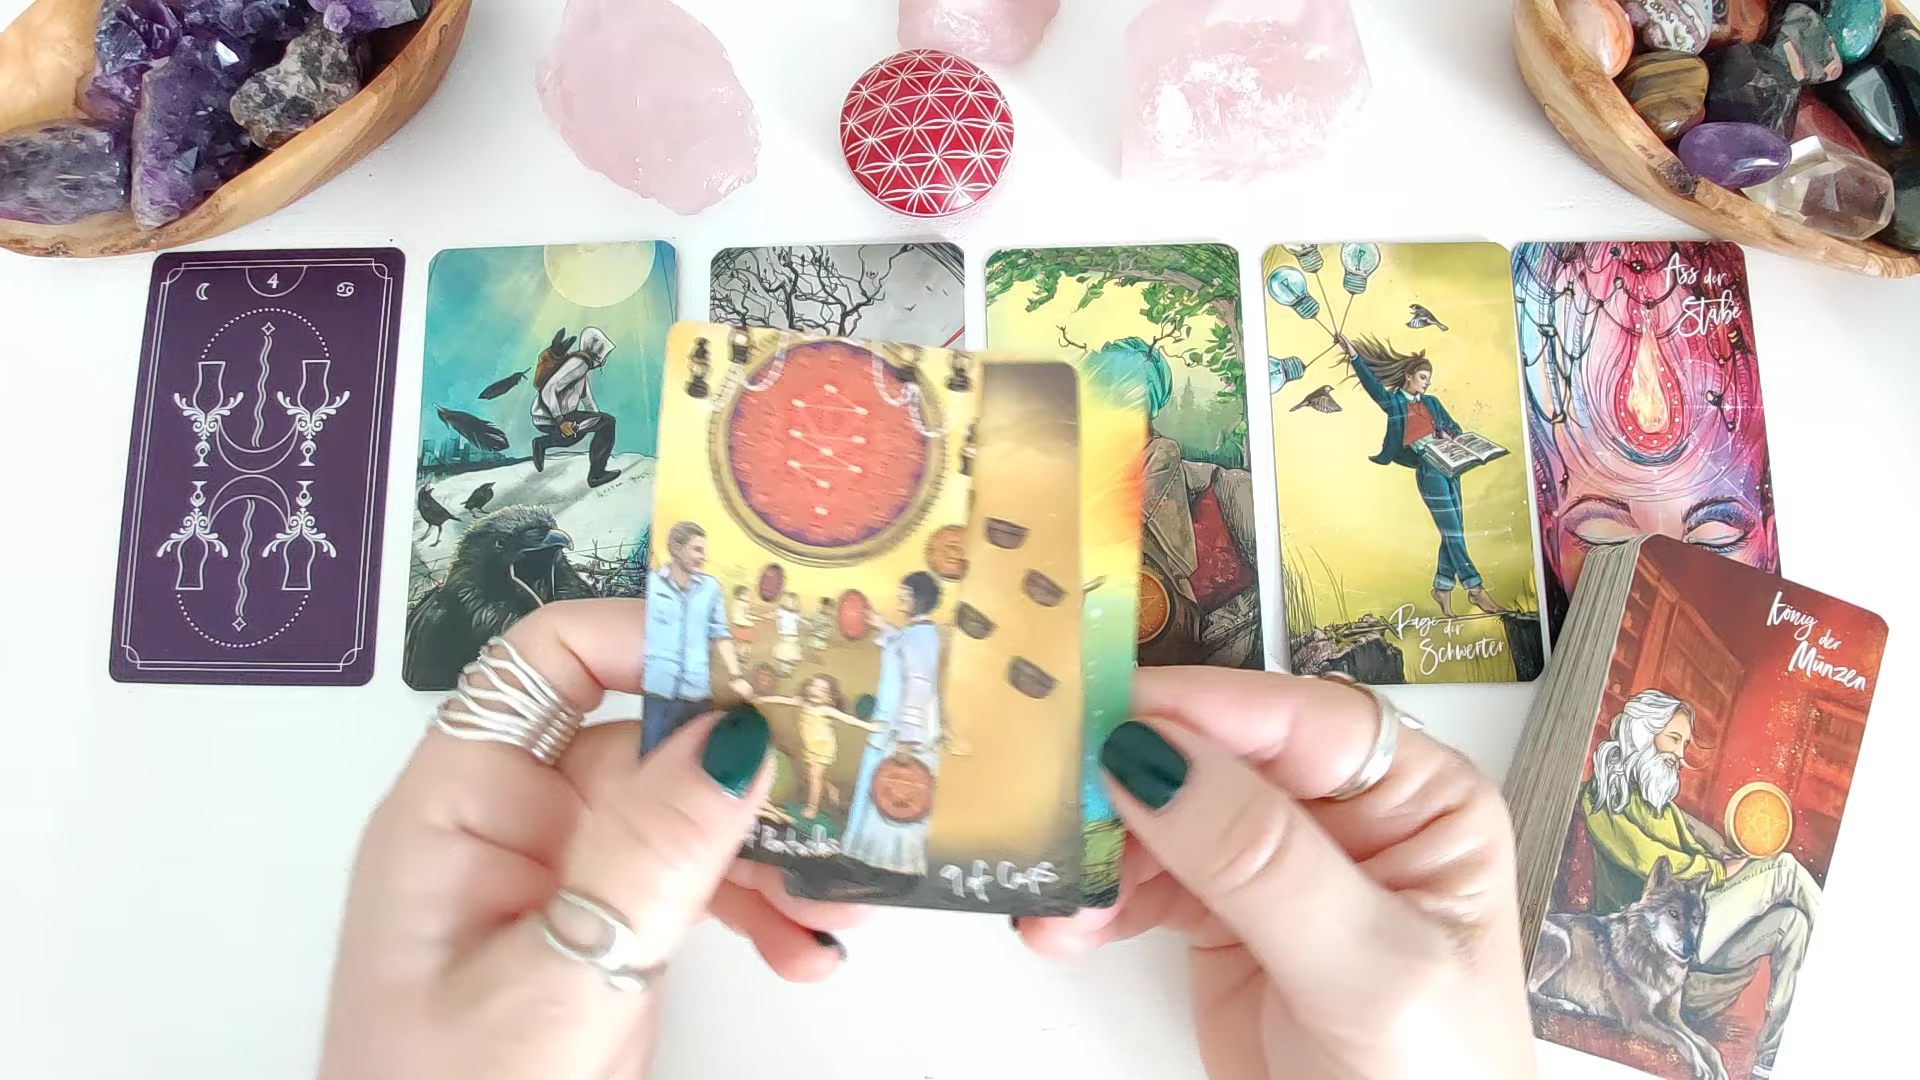 4
Ass der
Stäbe
Page der
Schwerter
König
der
Münzen
9 of Cups